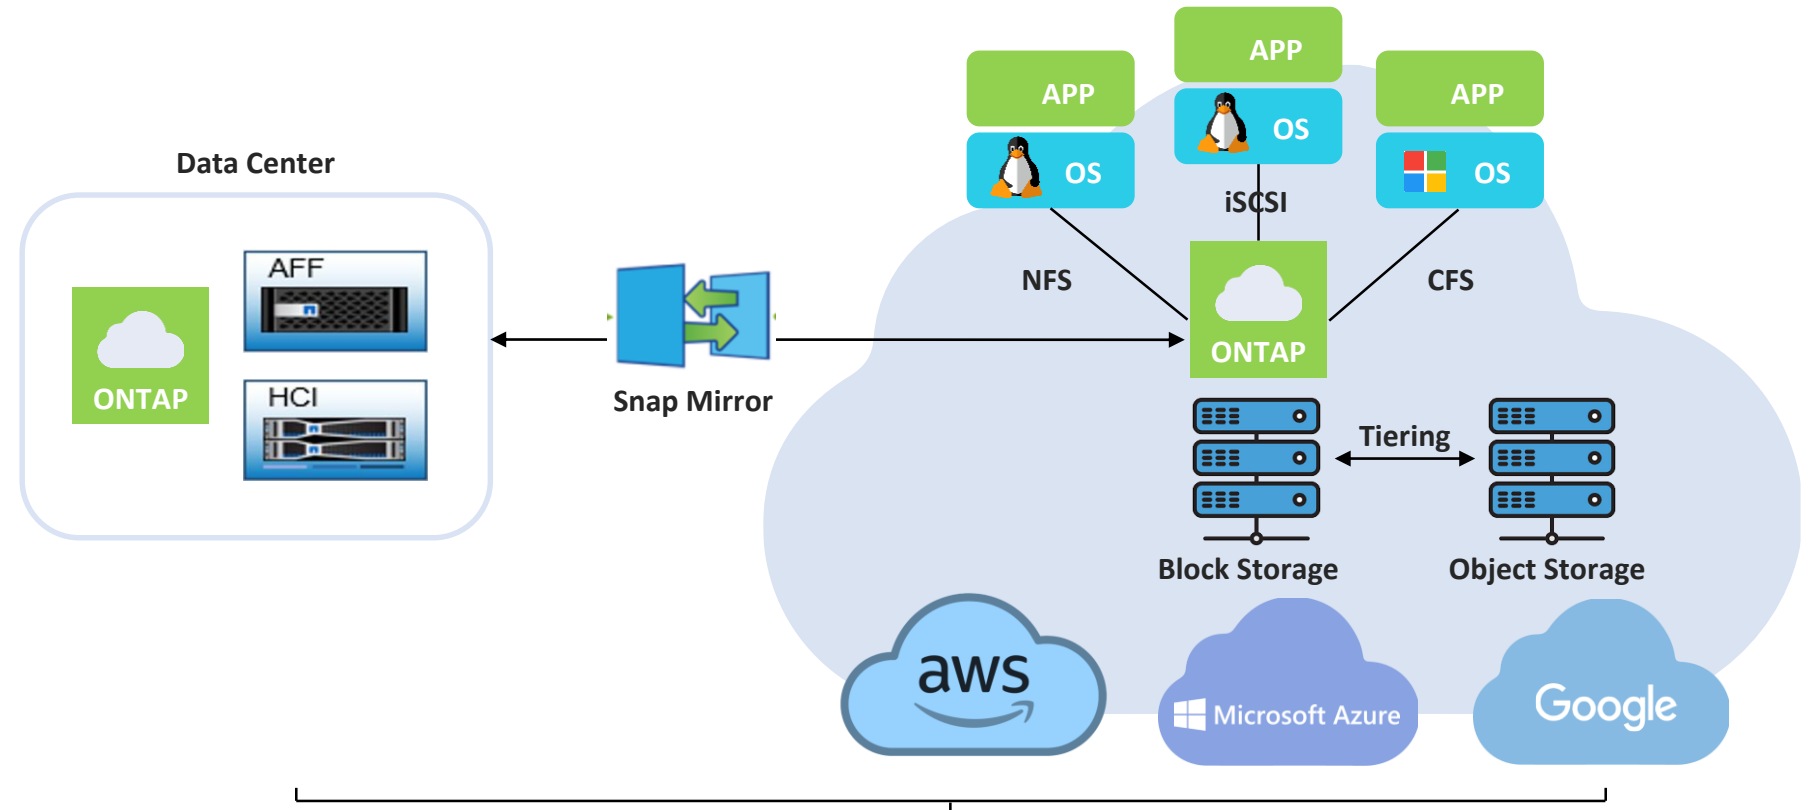 APP
APP
APP
OS
OS
OS
Data Center
iSCSI
AFF
NFS
CFS
ONTAP
HCI
ONTAP
Snap Mirror
Tiering
Block Storage
Object Storage
aws
Microsoft Azure
Google